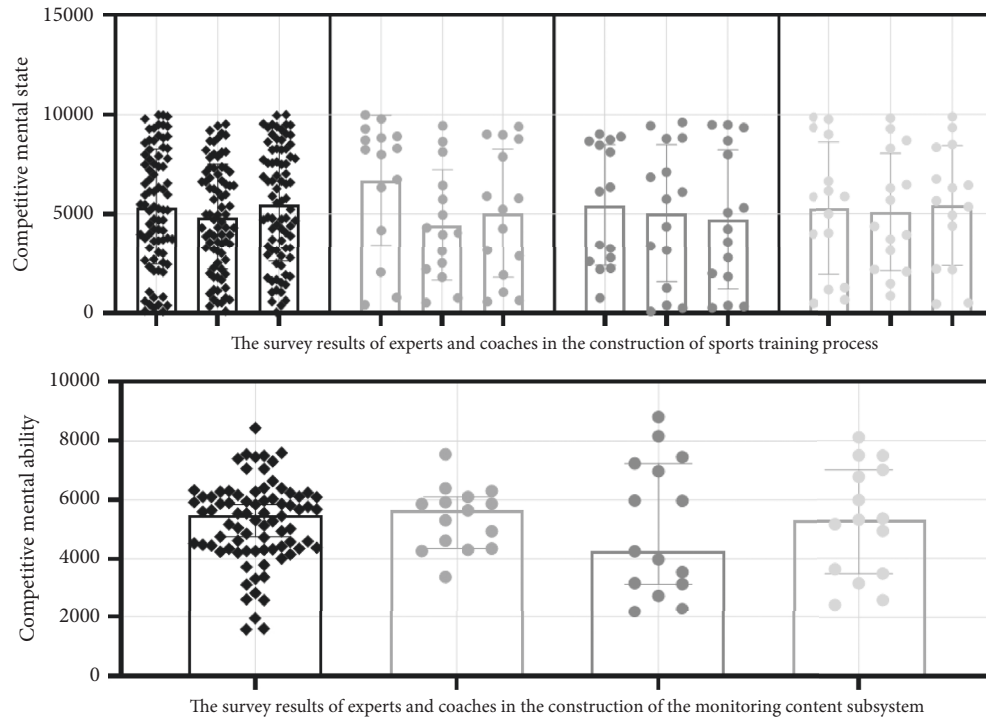 Competitive mental state
15000
10000
5000
0
The survey results of experts and coaches in the construction of sports training process
Competitive mental ability
10000
8000
6000
4000
2000
0
The survey results of experts and coaches in the construction of the monitoring content subsystem